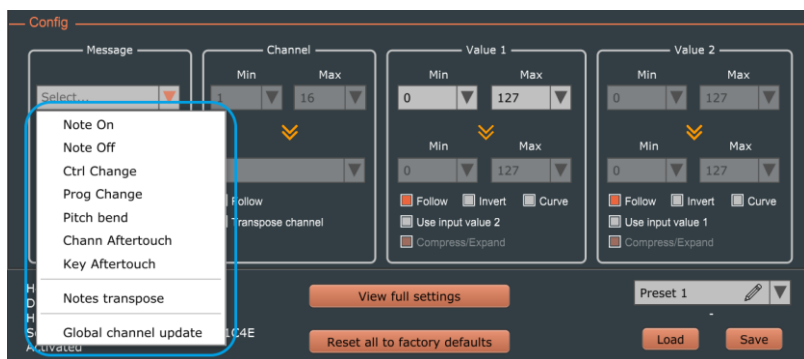 Config
Message
Channel
Value 1
Value 2
Min Max
Min Max
Min Max
Select...
1 16
0 127
0 127
Note On
Note Off
Ctrl Change
Prog Change
Pitch bend
Chann Aftertouch
Key Aftertouch
Notes transpose
Global channel update
Follow
Transpose channel
Min Max
0 127
Follow Invert Curve
Use input value 2
Compress/Expand
Min Max
0 127
Follow Invert Curve
Use input value 1
Compress/Expand
H
D
H
S 1C4E
Activated
View full settings
Reset all to factory defaults
Preset 1
-
Load Save